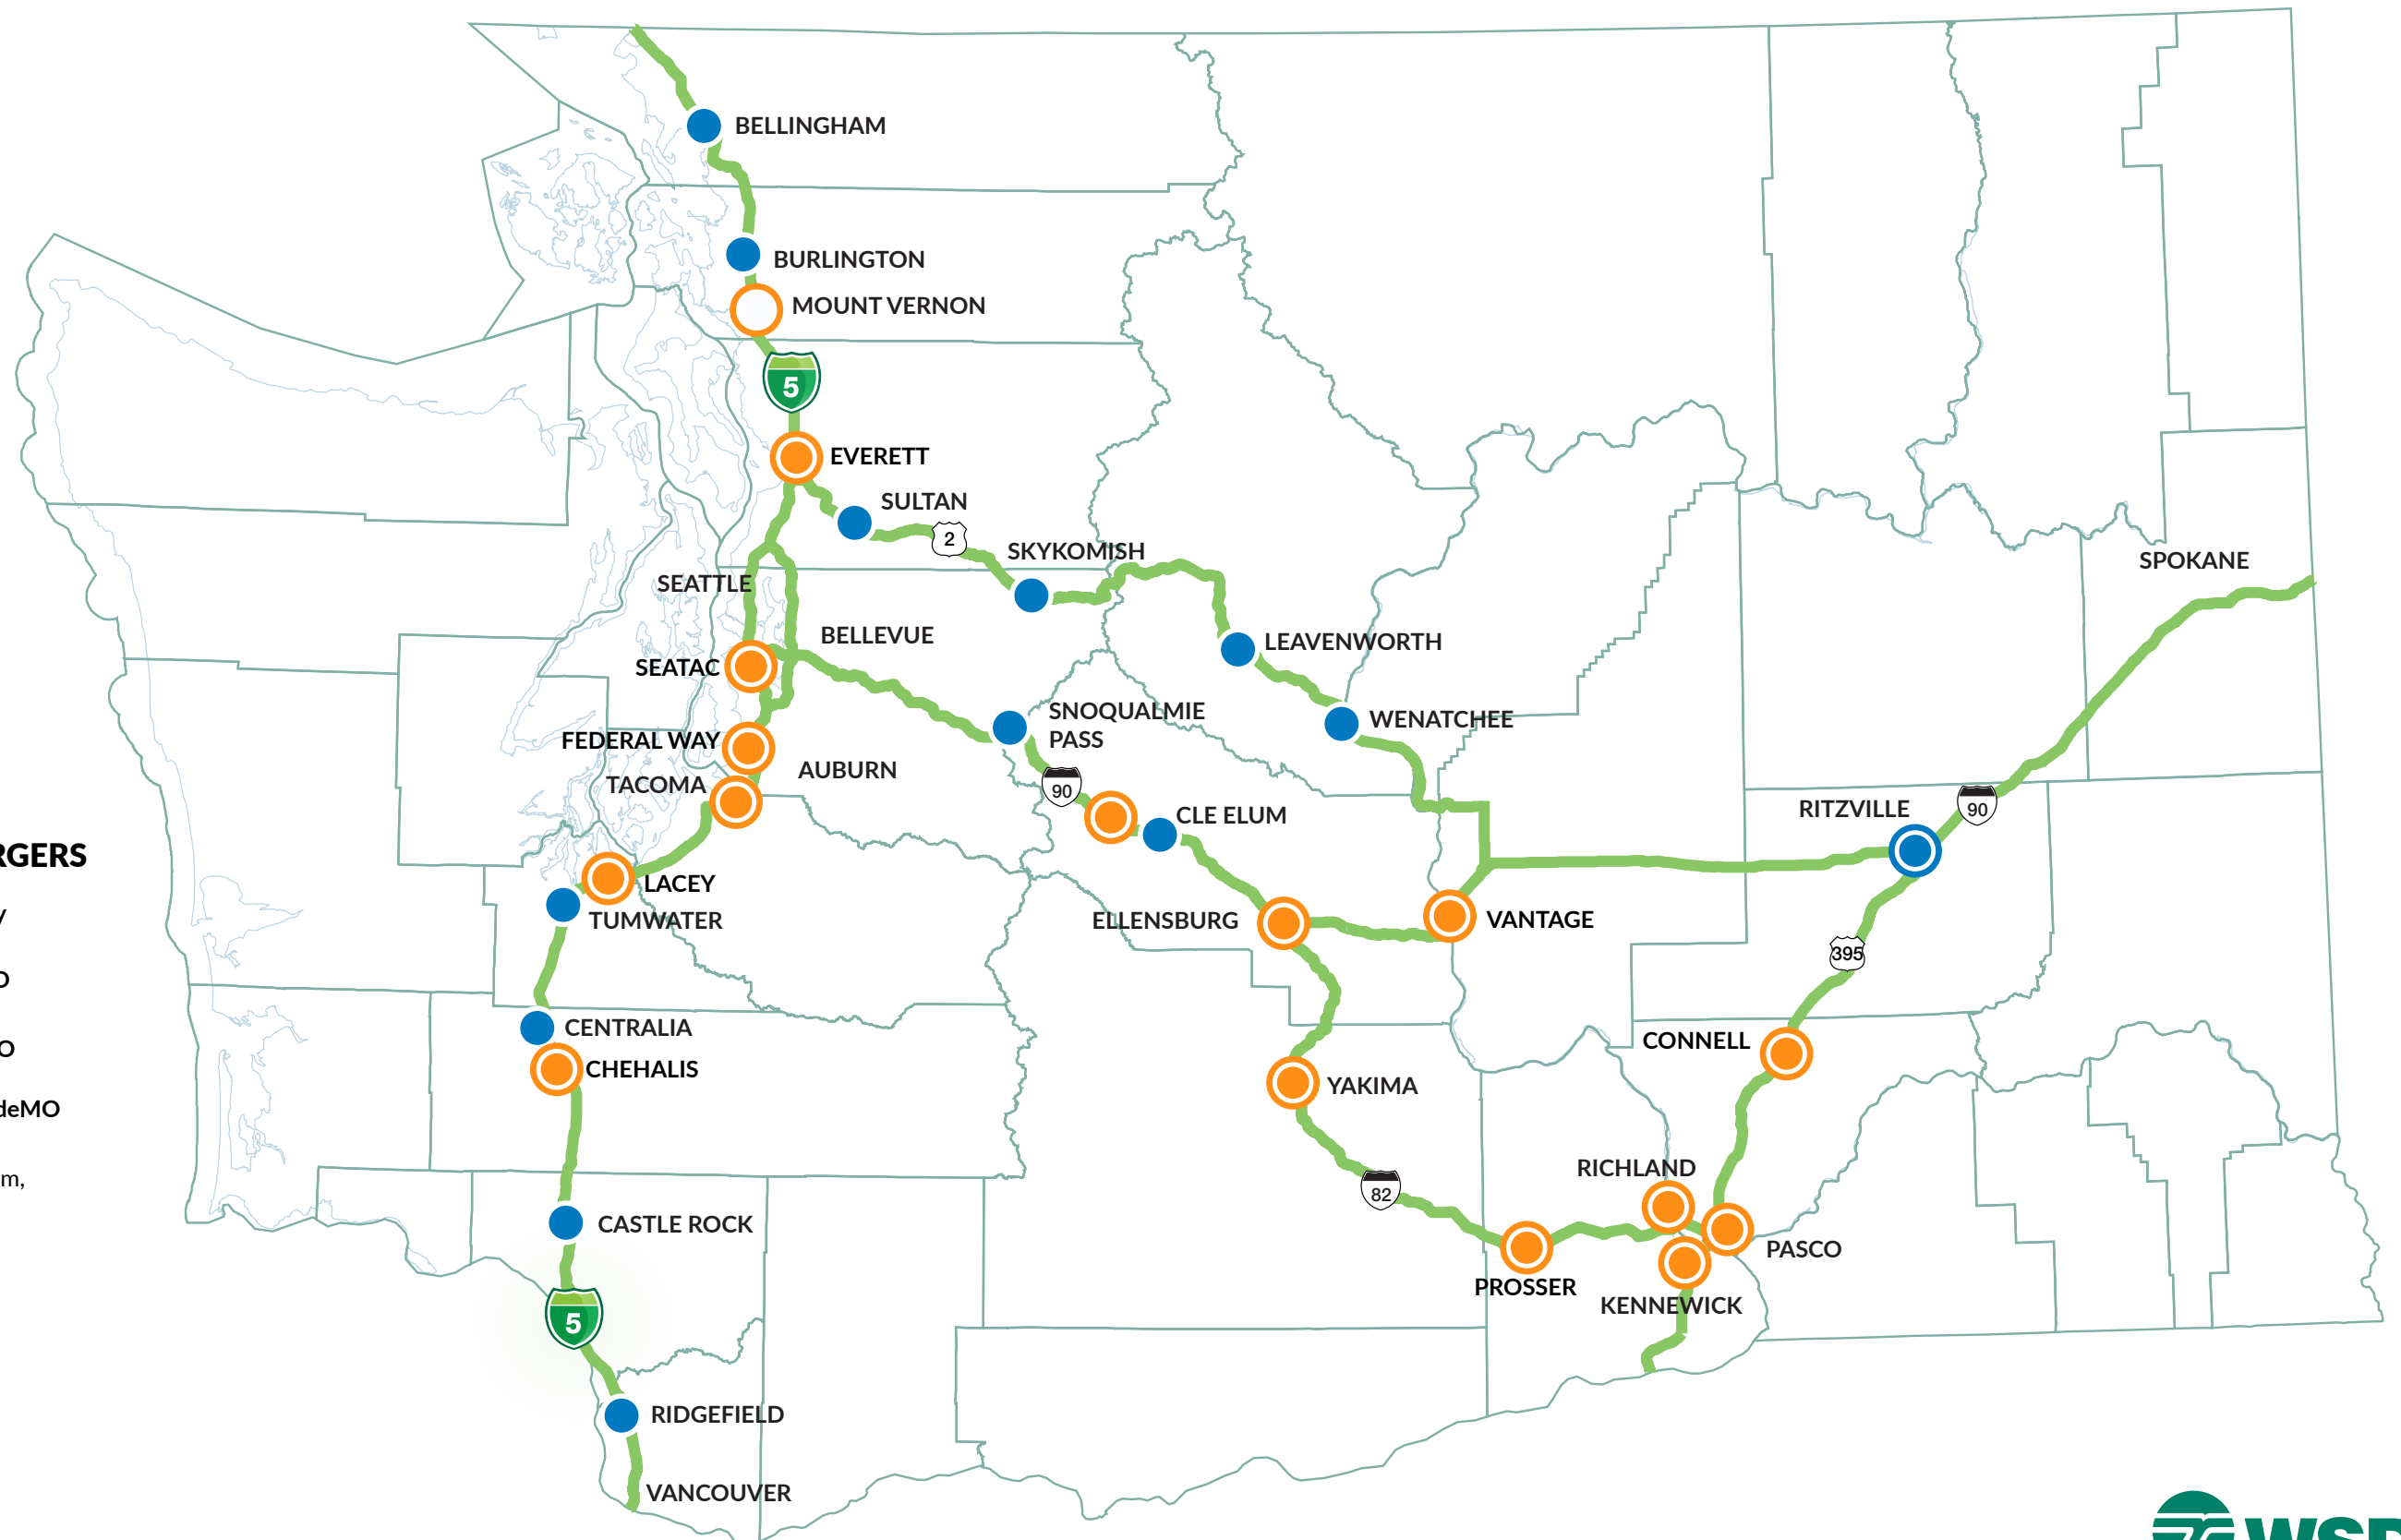 BELLINGHAM
BURLINGTON
MOUNT VERNON
5
EVERETT
SULTAN
2
SKYKOMISH
SPOKANE
SEATTLE
BELLEVUE
LEAVENWORTH
SEATAC
SNOQUALMIE
PASS
WENATCHEE
FEDERAL WAY
AUBURN
TACOMA
90
CLE ELUM
RITZVILLE
90
RGERS
LACEY
TUMWATER
ELLENSBURG
VANTAGE
395
CENTRALIA
CONNELL
CHEHALIS
YAKIMA
deMO
RICHLAND
m,
82
CASTLE ROCK
PASCO
PROSSER
KENNEWICK
5
RIDGEFIELD
VANCOUVER